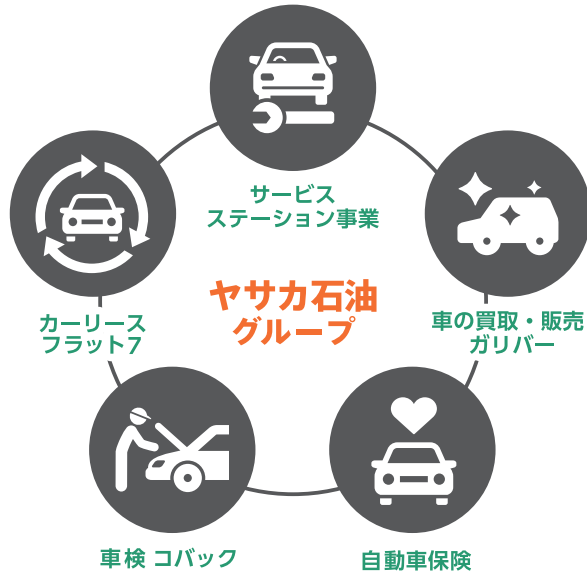 サービス
ステーション事業
カーリース
フラット7
ヤサカ石油
グループ
車の買取・販売
ガリバー
車検 コバック
自動車保険